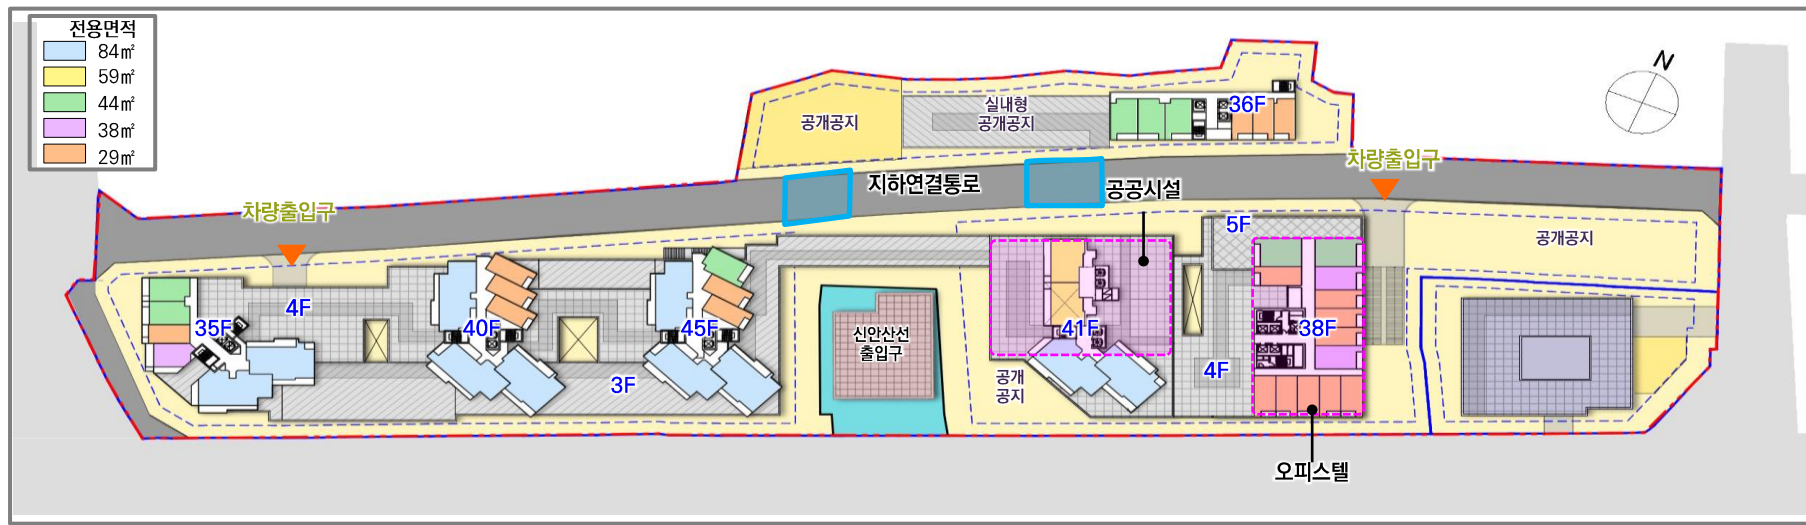 전용면적
84㎡
59㎡
44㎡
38㎡
29㎡
N
36F
실내형
공개공지
공개공지
차량출입구
지하연결통로
공공시설
차량출입구
5F
공개공지
4F
35F
40F
45F
신안산선
출입구
41F
38F
3F
공개
공지
4F
오피스텔